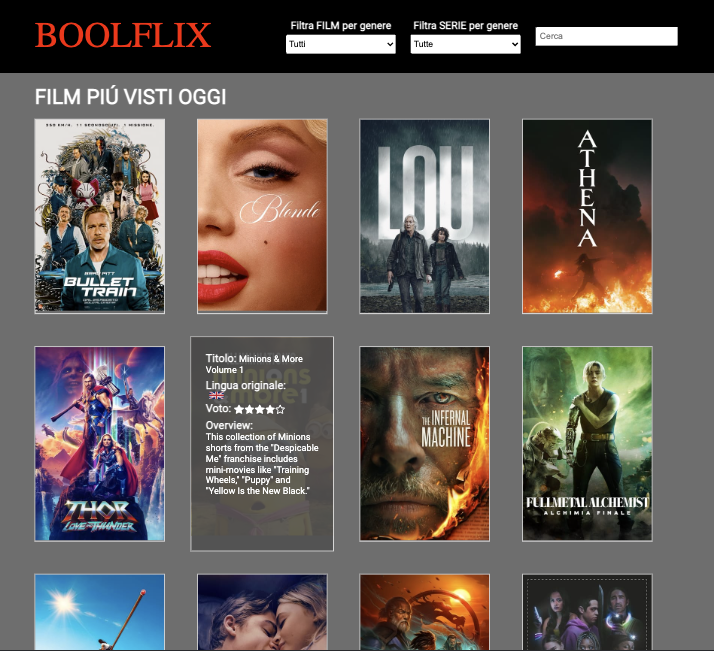 BOOLFLIX
Filtra FILM per genere
Filtra SERIE per genere
Tutti
Tutte
Cerca
FILM PIÚ VISTI OGGI
BRAD PITT
BULLET
TRAIN
Blonde
LOU
ATHENA
THOR
LOVE AND THUNDER
Titolo: Minions & More
Volume 1
Lingua originale:
Voto:
Overview:
This collection of Minions
shorts from the "Despicable
Me" franchise includes
mini-movies like "Training
Wheels," "Puppy" and
"Yellow Is the New Black."
THE INFERNAL
MACHINE
FULLMETAL ALCHEMIST
ALCHIMIA FINALE